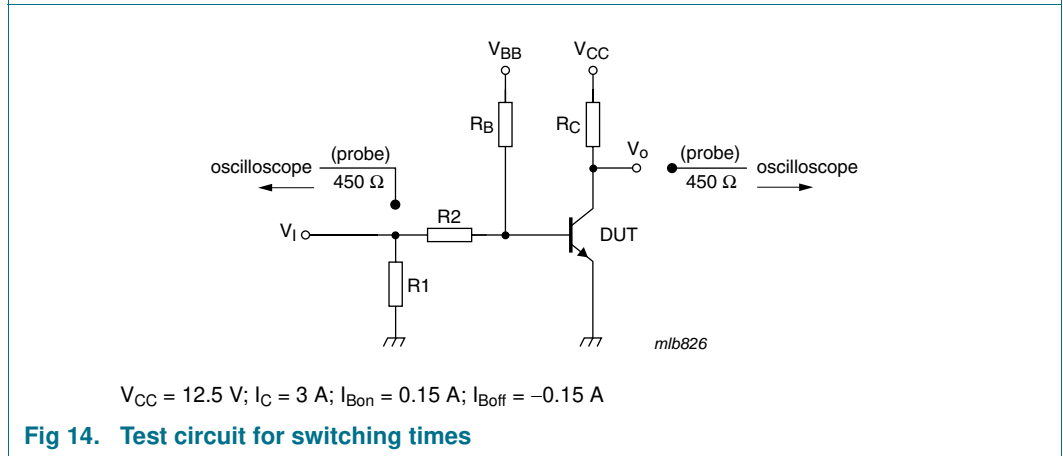 VBB
VCC
RB
RC
Vo
(probe)
450 Ω
oscilloscope
(probe)
450 Ω
oscilloscope
R2
VI
DUT
R1
mlb826
VCC = 12.5 V; IC = 3 A; IBon = 0.15 A; IBoff = −0.15 A
Fig 14. Test circuit for switching times